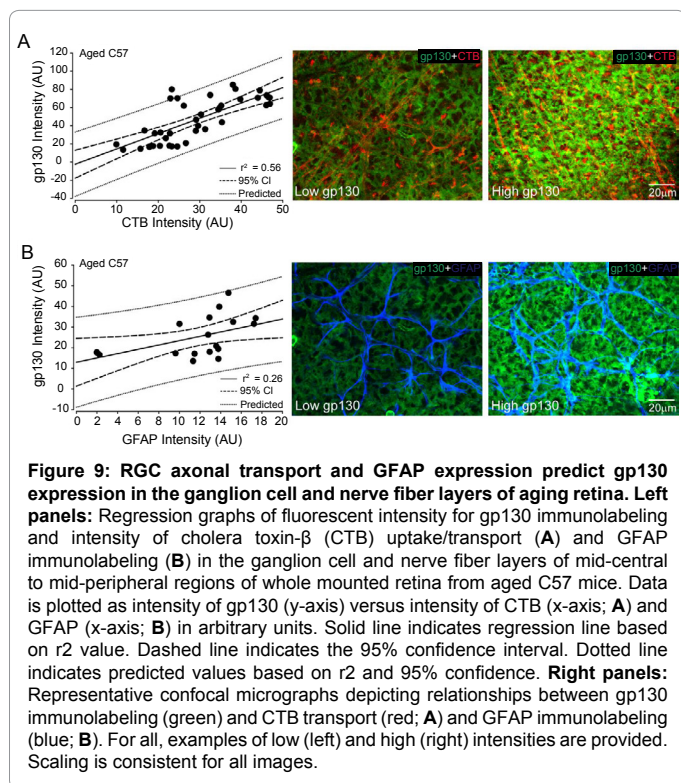 A
Aged C57
gp130 Intensity (AU)
120
100
80
60
40
20
0
-20
-40
0 10 20 30 40 50
CTB Intensity (AU)
r² = 0.56
95% CI
Predicted
gp130+CTB
Low gp130
gp130+CTB
High gp130
20µm
B
Aged C57
gp130 Intensity (AU)
60
50
40
30
20
10
0
-10
0 2 4 6 8 10 12 14 16 18 20
GFAP Intensity (AU)
r² = 0.26
95% CI
Predicted
gp130+GFAP
Low gp130
gp130+GFAP
High gp130
20µm
Figure 9: RGC axonal transport and GFAP expression predict gp130
expression in the ganglion cell and nerve fiber layers of aging retina. Left
panels: Regression graphs of fluorescent intensity for gp130 immunolabeling
and intensity of cholera toxin-β (CTB) uptake/transport (A) and GFAP
immunolabeling (B) in the ganglion cell and nerve fiber layers of mid-central
to mid-peripheral regions of whole mounted retina from aged C57 mice. Data
is plotted as intensity of gp130 (y-axis) versus intensity of CTB (x-axis; A) and
GFAP (x-axis; B) in arbitrary units. Solid line indicates regression line based
on r2 value. Dashed line indicates the 95% confidence interval. Dotted line
indicates predicted values based on r2 and 95% confidence. Right panels:
Representative confocal micrographs depicting relationships between gp130
immunolabeling (green) and CTB transport (red; A) and GFAP immunolabeling
(blue; B). For all, examples of low (left) and high (right) intensities are provided.
Scaling is consistent for all images.